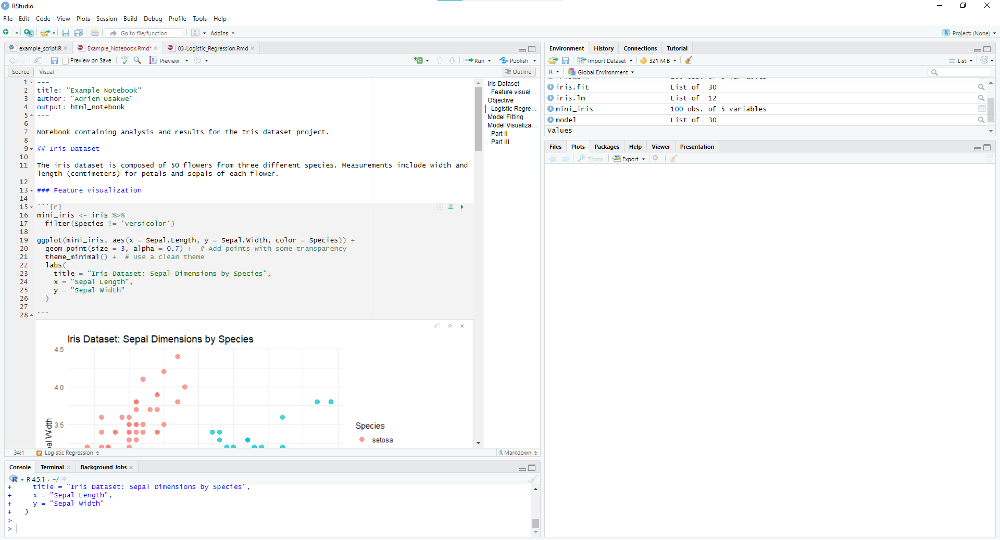 RStudio
File Edit Code View Plots Session Build Debug Profile Tools Help
Go to file/function Addins Project: (None)
example_script.R Example_Notebook.Rmd* 03-Logistic_Regression.Rmd
Preview on Save ABC Preview Run Publish
Source Visual Outline
1 ---
2 title: "Example Notebook"
3 author: "Adrien Osakwe"
4 output: html_notebook
5 ---
6
7 Notebook containing analysis and results for the Iris dataset project.
8
9 ## Iris Dataset
10
11 The iris dataset is composed of 50 flowers from three different species. Measurements include width and
length (centimeters) for petals and sepals of each flower.
12
13 ### Feature visualization
14
15 ```{r}
16 mini_iris <- iris %>%
17 filter(Species != 'versicolor')
18
19 ggplot(mini_iris, aes(x = Sepal.Length, y = Sepal.Width, color = Species)) +
20 geom_point(size = 3, alpha = 0.7) + # Add points with some transparency
21 theme_minimal() + # Use a clean theme
22 labs(
23 title = "Iris Dataset: Sepal Dimensions by Species",
24 x = "Sepal Length",
25 y = "Sepal Width"
26 )
27
28 ```
Iris Dataset: Sepal Dimensions by Species
4.5
4.0
3.5
Width
Species
setosa
Iris Dataset
Feature visual...
Objective
Logistic Regre...
Model Fitting
Model Visualiza...
Part II
Part III
34:1 # Logistic Regression R Markdown
Console Terminal Background Jobs
R 4.5.1 · ~/
+ title = "Iris Dataset: Sepal Dimensions by Species",
+ x = "Sepal Length",
+ y = "Sepal Width"
+ )
>
>
Environment History Connections Tutorial
Import Dataset 321 MiB List
R Global Environment
iris.fit List of 30
iris.lm List of 12
mini_iris 100 obs. of 5 variables
model List of 30
Values
Files Plots Packages Help Viewer Presentation
Zoom Export